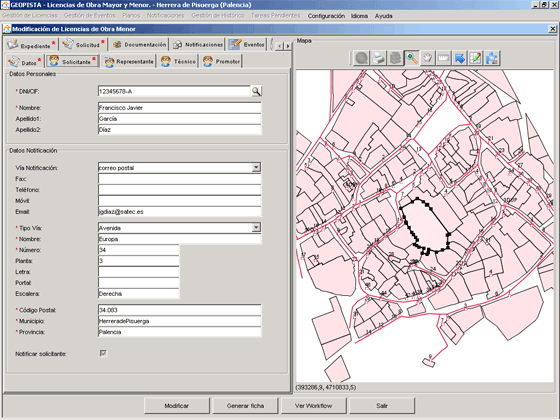 GEOPISTA - Licencias de Obra Mayor y Menor. - Herrera de Pisuerga (Palencia)
Gestión de Licencias Gestión de Eventos Planos Notificaciones Gestión de Histórico Tareas Pendientes Configuración Idioma Ayuda
Modificación de Licencias de Obra Menor
Expediente * Solicitud * Documentación Notificaciones Eventos
Mapa
Datos * Solicitante * Representante Técnico Promotor
Datos Personales
* DNI/CIF: 12345678-A
* Nombre: Francisco Javier
Apellido1: García
Apellido2: Díaz
Datos Notificación
Vía Notificación: correo postal
Fax:
Teléfono:
Móvil:
Email: jgdiaz@satec.es
* Tipo Vía: Avenida
* Nombre: Europa
* Número: 34
Planta: 3
Letra:
Portal:
Escalera: Derecha
* Código Postal: 34.083
* Municipio: HerreradePisuerga
* Provincia: Palencia
Notificar solicitante:
(393286,9, 4710833,5)
Modificar Generar ficha Ver Workflow Salir